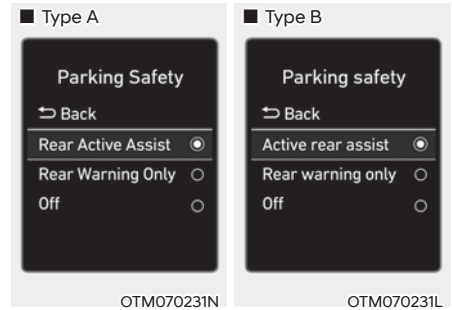 ■ Type A
Parking Safety
Back
Rear Active Assist
Rear Warning Only
Off
OTM070231N
■ Type B
Parking safety
Back
Active rear assist
Rear warning only
Off
OTM070231L